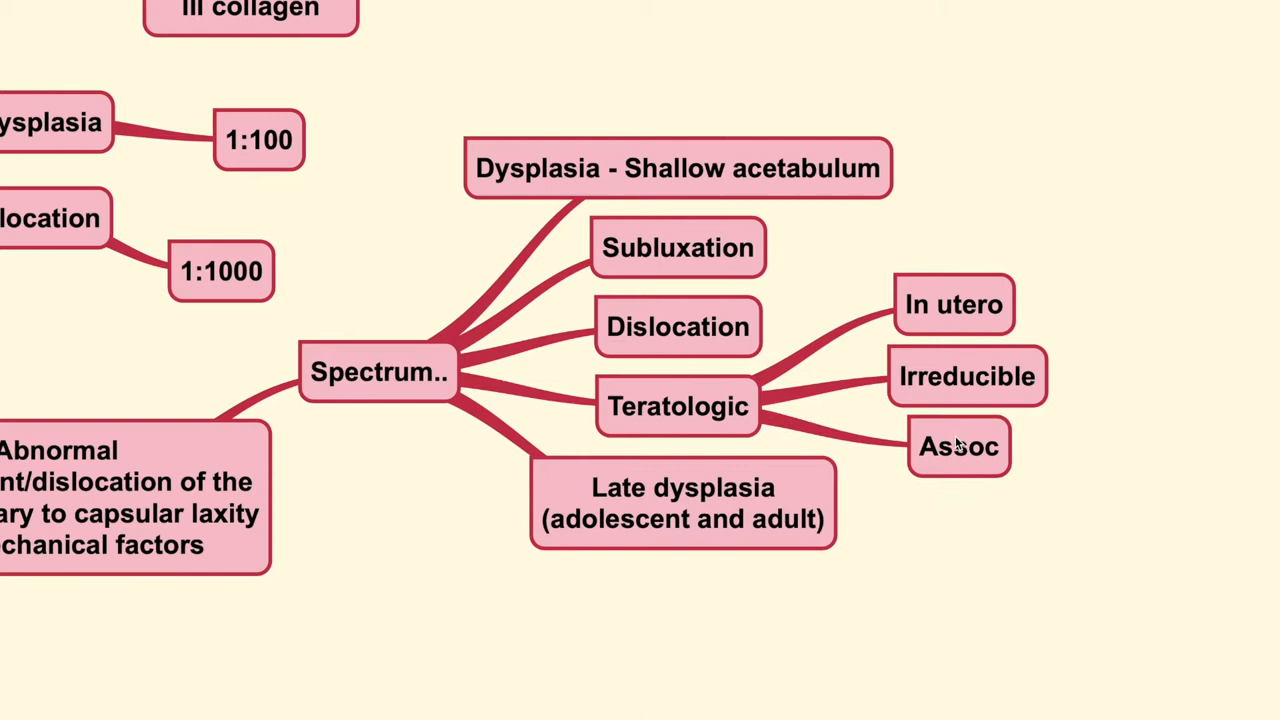 III collagen
ysplasia
1:100
location
1:1000
Dysplasia - Shallow acetabulum
Subluxation
Dislocation
Spectrum..
Teratologic
In utero
Irreducible
Assoc
Late dysplasia
(adolescent and adult)
Abnormal
nt/dislocation of the
ary to capsular laxity
chanical factors